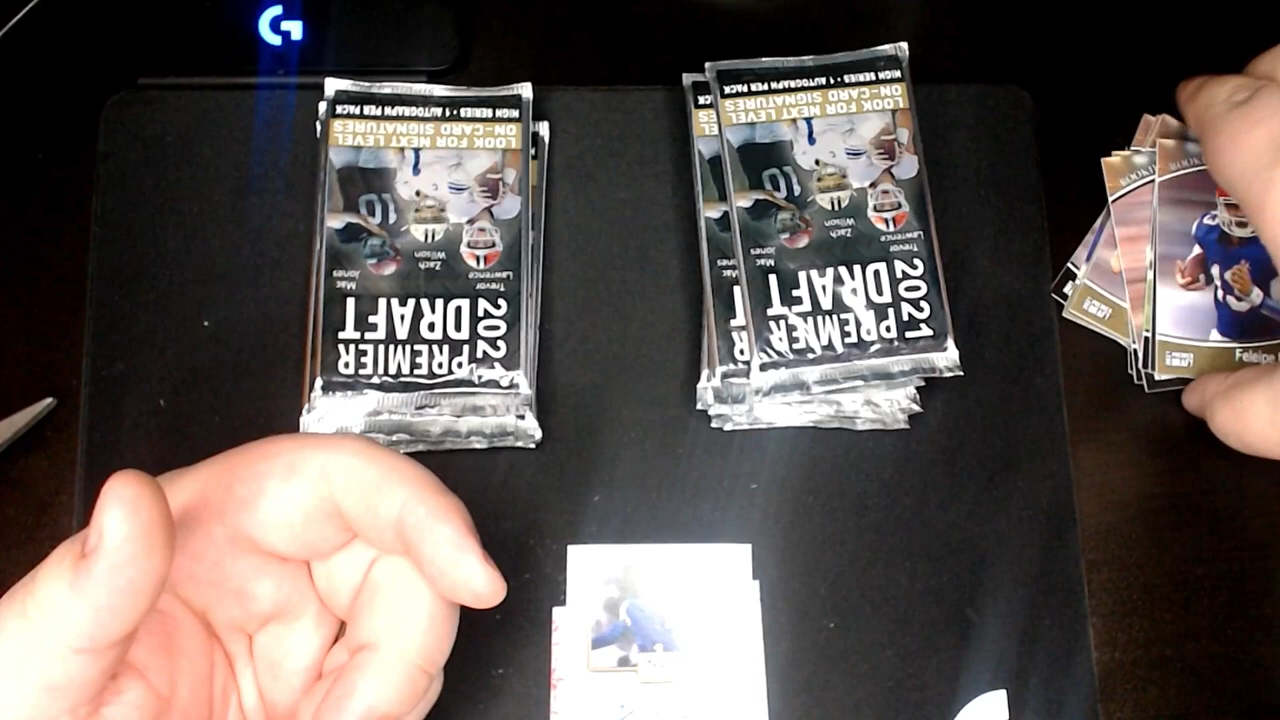 HIGH SERIES • 1 AUTOGRAPH PER PACK
LOOK FOR NEXT LEVEL
ON-CARD SIGNATURES
10
Mac
Jones
Zach
Wilson
Trevor
Lawrence
2021
PREMIER
DRAFT
LOOK FOR NEXT LEVEL
ON-CARD SIGNATURES
HIGH SERIES • 1 AUTOGRAPH PER PACK
10
Mac
Jones
Zach
Wilson
Trevor
Lawrence
2021
PREMIER
DRAFT
Feleipe